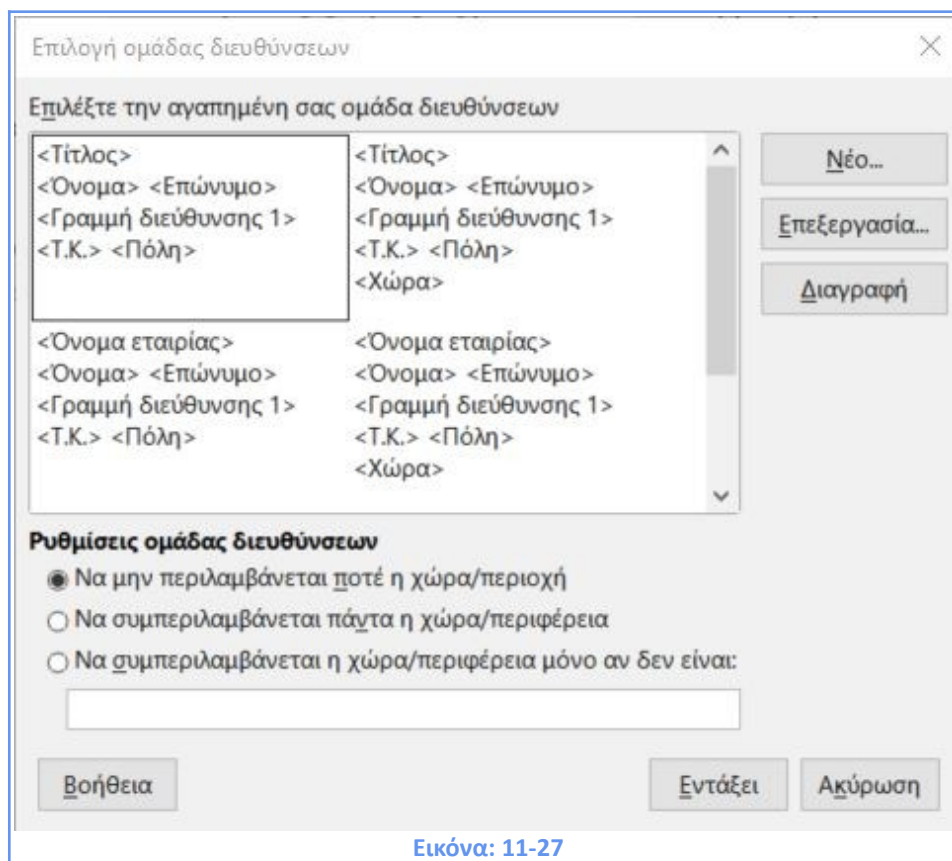 Επιλογή ομάδας διευθύνσεων
Επιλέξτε την αγαπημένη σας ομάδα διευθύνσεων
<Τίτλος>
<Όνομα> <Επώνυμο>
<Γραμμή διεύθυνσης 1>
<Τ.Κ.> <Πόλη>
<Τίτλος>
<Όνομα> <Επώνυμο>
<Γραμμή διεύθυνσης 1>
<Τ.Κ.> <Πόλη>
<Χώρα>
<Όνομα εταιρίας>
<Όνομα> <Επώνυμο>
<Γραμμή διεύθυνσης 1>
<Τ.Κ.> <Πόλη>
<Όνομα εταιρίας>
<Όνομα> <Επώνυμο>
<Γραμμή διεύθυνσης 1>
<Τ.Κ.> <Πόλη>
<Χώρα>
Νέο...
Επεξεργασία...
Διαγραφή
Ρυθμίσεις ομάδας διευθύνσεων
Να μην περιλαμβάνεται ποτέ η χώρα/περιοχή
Να συμπεριλαμβάνεται πάντα η χώρα/περιφέρεια
Να συμπεριλαμβάνεται η χώρα/περιφέρεια μόνο αν δεν είναι:
Βοήθεια
Εντάξει
Ακύρωση
Εικόνα: 11-27